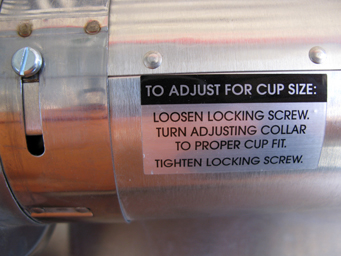 TO ADJUST FOR CUP SIZE:
LOOSEN LOCKING SCREW.
TURN ADJUSTING COLLAR
TO PROPER CUP FIT.
TIGHTEN LOCKING SCREW.